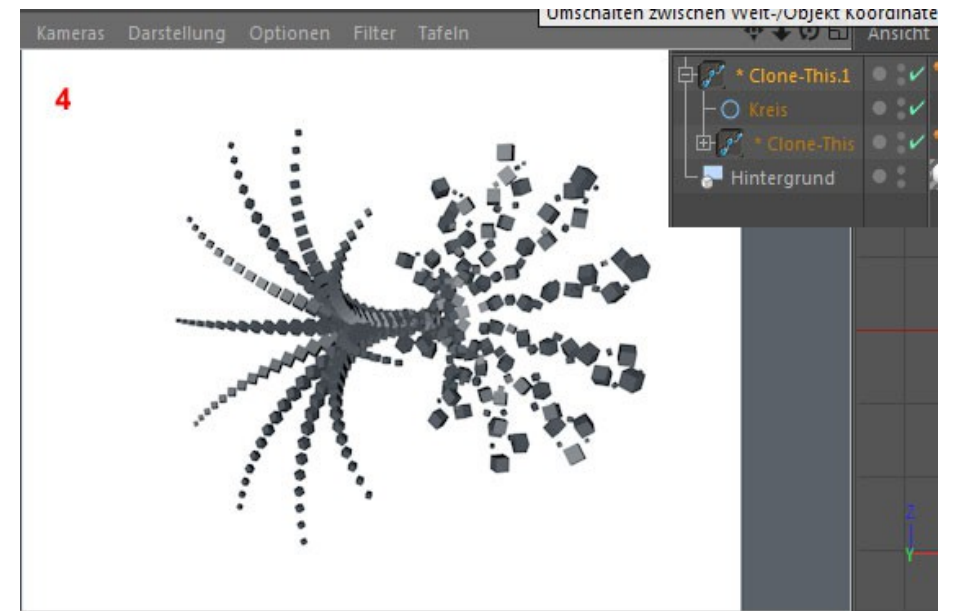 Umschalten zwischen Welt-/Objekt Koordinate
Kameras Darstellung Optionen Filter Tafeln
Ansicht
4
* Clone-This.1
Kreis
* Clone-This
Hintergrund
Z
Y